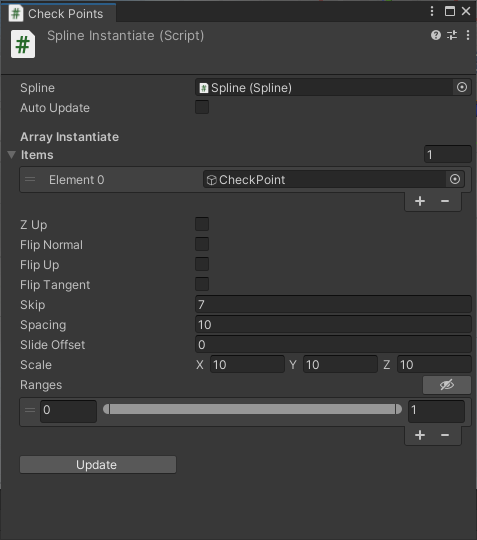 Check Points
Spline Instantiate (Script)
Spline Spline (Spline)
Auto Update
Array Instantiate
Items 1
Element 0 CheckPoint
Z Up
Flip Normal
Flip Up
Flip Tangent
Skip 7
Spacing 10
Slide Offset 0
Scale X 10 Y 10 Z 10
Ranges
0 1
Update